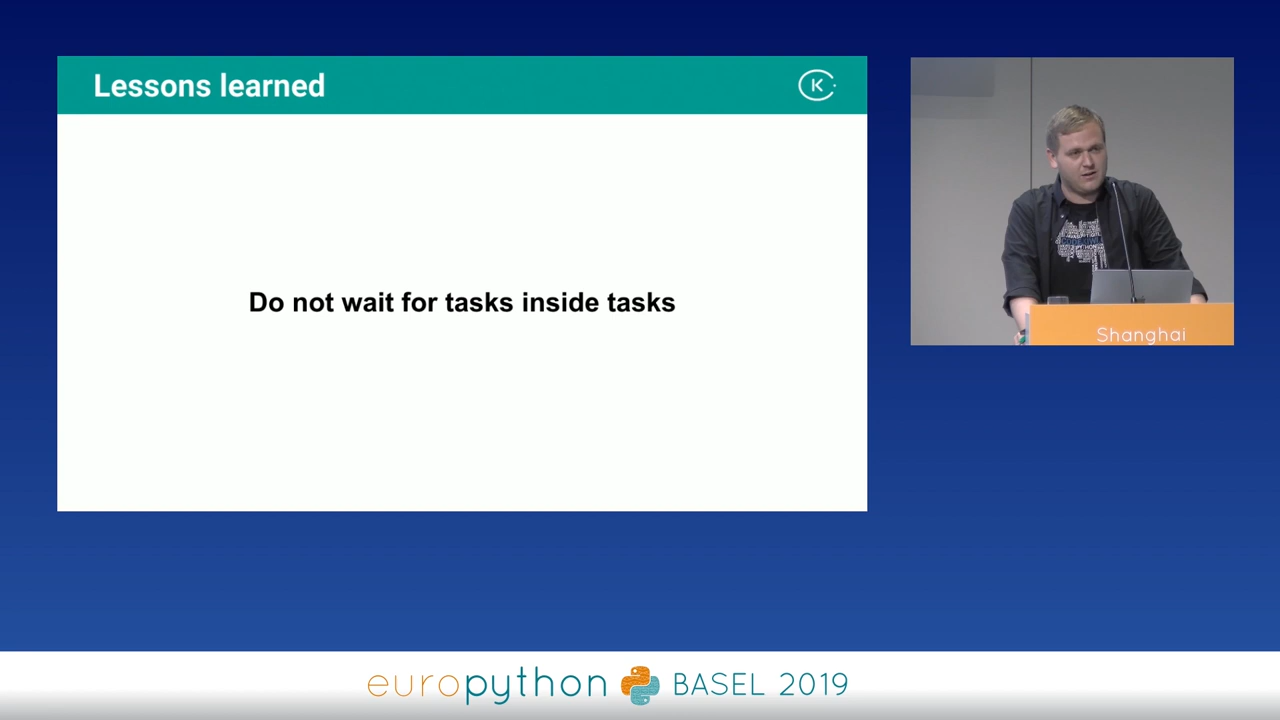 Lessons learned
K
Do not wait for tasks inside tasks
Shanghai
europython BASEL 2019